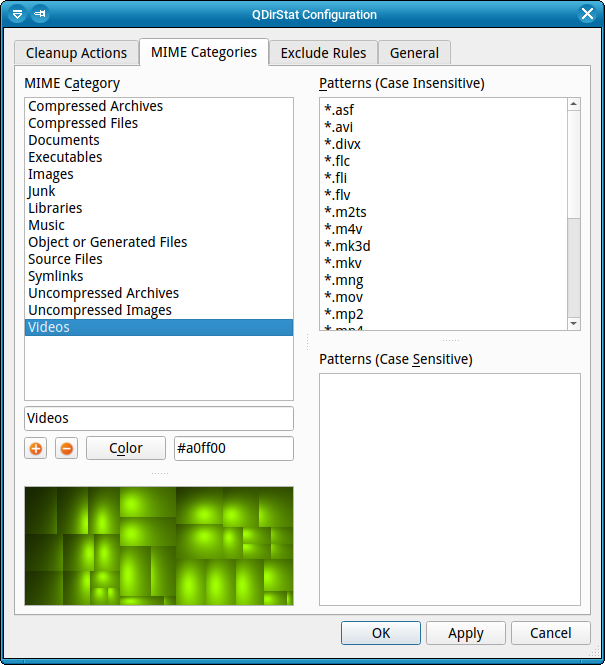 QDirStat Configuration
Cleanup Actions
MIME Categories
Exclude Rules
General
MIME Category
Compressed Archives
Compressed Files
Documents
Executables
Images
Junk
Libraries
Music
Object or Generated Files
Source Files
Symlinks
Uncompressed Archives
Uncompressed Images
Videos
Videos
Color
#a0ff00
Patterns (Case Insensitive)
*.asf
*.avi
*.divx
*.flc
*.fli
*.flv
*.m2ts
*.m4v
*.mk3d
*.mkv
*.mng
*.mov
*.mp2
*.mp4
Patterns (Case Sensitive)
OK
Apply
Cancel